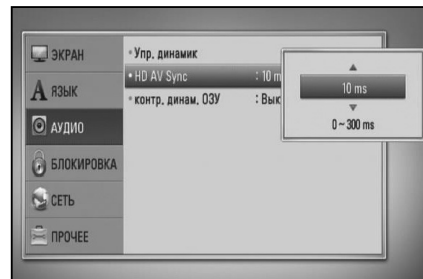 ЭКРАН
ЯЗЫК
АУДИО
БЛОКИРОВКА
СЕТЬ
ПРОЧЕЕ
Упр. динамик
HD AV Sync : 10 m
контр. динам. ОЗУ : Вык
10 ms
0 ~ 300 ms